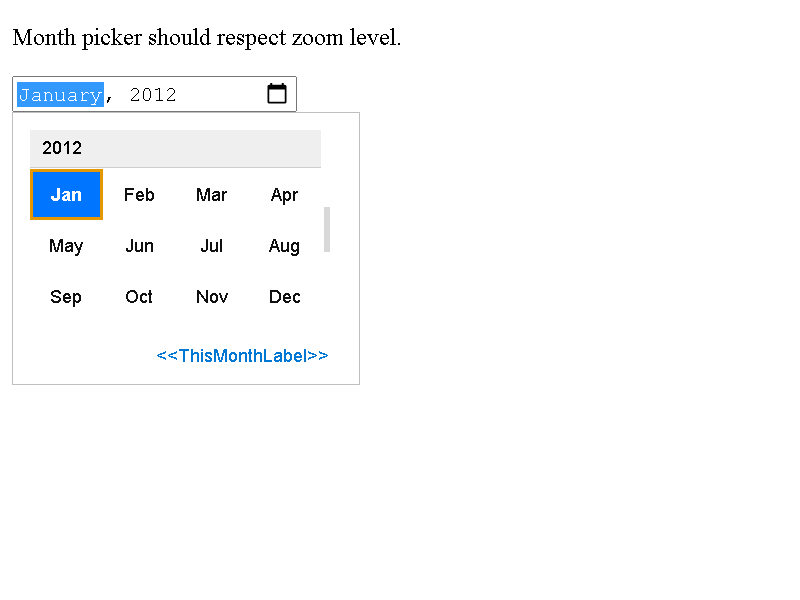 Month picker should respect zoom level.
January, 2012
2012
Jan Feb Mar Apr
May Jun Jul Aug
Sep Oct Nov Dec
<<ThisMonthLabel>>